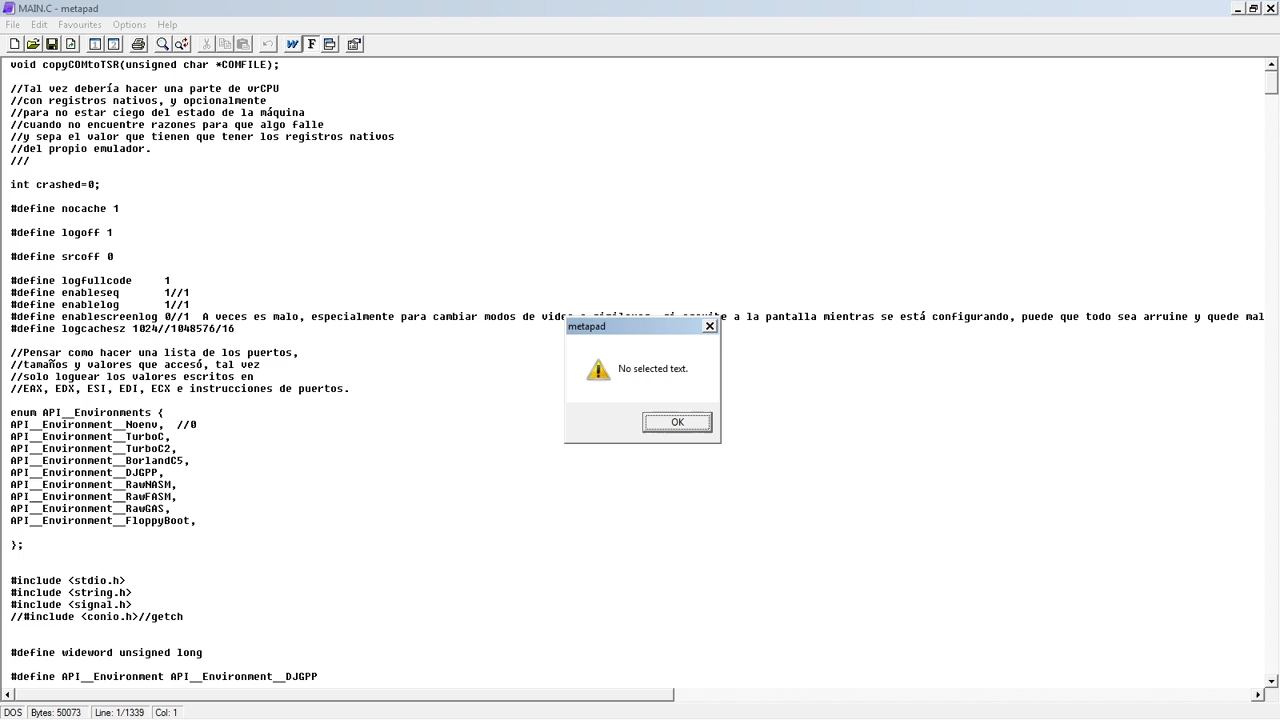 MAIN.C - metapad
File Edit Favourites Options Help
void copyCOMtoTSR(unsigned char *COMFILE);
//Tal vez debería hacer una parte de vrCPU
//con registros nativos, y opcionalmente
//para no estar ciego del estado de la máquina
//cuando no encuentre razones para que algo falle
//y sepa el valor que tienen que tener los registros nativos
//del propio emulador.
///
int crashed=0;
#define nocache 1
#define logoff 1
#define srcoff 0
#define logfullcode     1
#define enableseq       1//1
#define enablelog       1//1
#define enablescreenlog 0//1  A veces es malo, especialmente para cambiar modos de a la pantalla mientras se está configurando, puede que todo sea arruine y quede mal
#define logcachesz 1024//1048576/16
//Pensar como hacer una lista de los puertos,
//tamaños y valores que accesó, tal vez
//solo loguear los valores escritos en
//EAX, EDX, ESI, EDI, ECX e instrucciones de puertos.
enum API__Environments {
API__Environment__Noenv,  //0
API__Environment__TurboC,
API__Environment__TurboC2,
API__Environment__BorlandC5,
API__Environment__DJGPP,
API__Environment__RawNASM,
API__Environment__RawFASM,
API__Environment__RawGAS,
API__Environment__FloppyBoot,
};
#include <stdio.h>
#include <string.h>
#include <signal.h>
//#include <conio.h>//getch
#define wideword unsigned long
#define API__Environment API__Environment__DJGPP
metapad
No selected text.
OK
DOS Bytes: 50073 Line: 1/1339 Col: 1